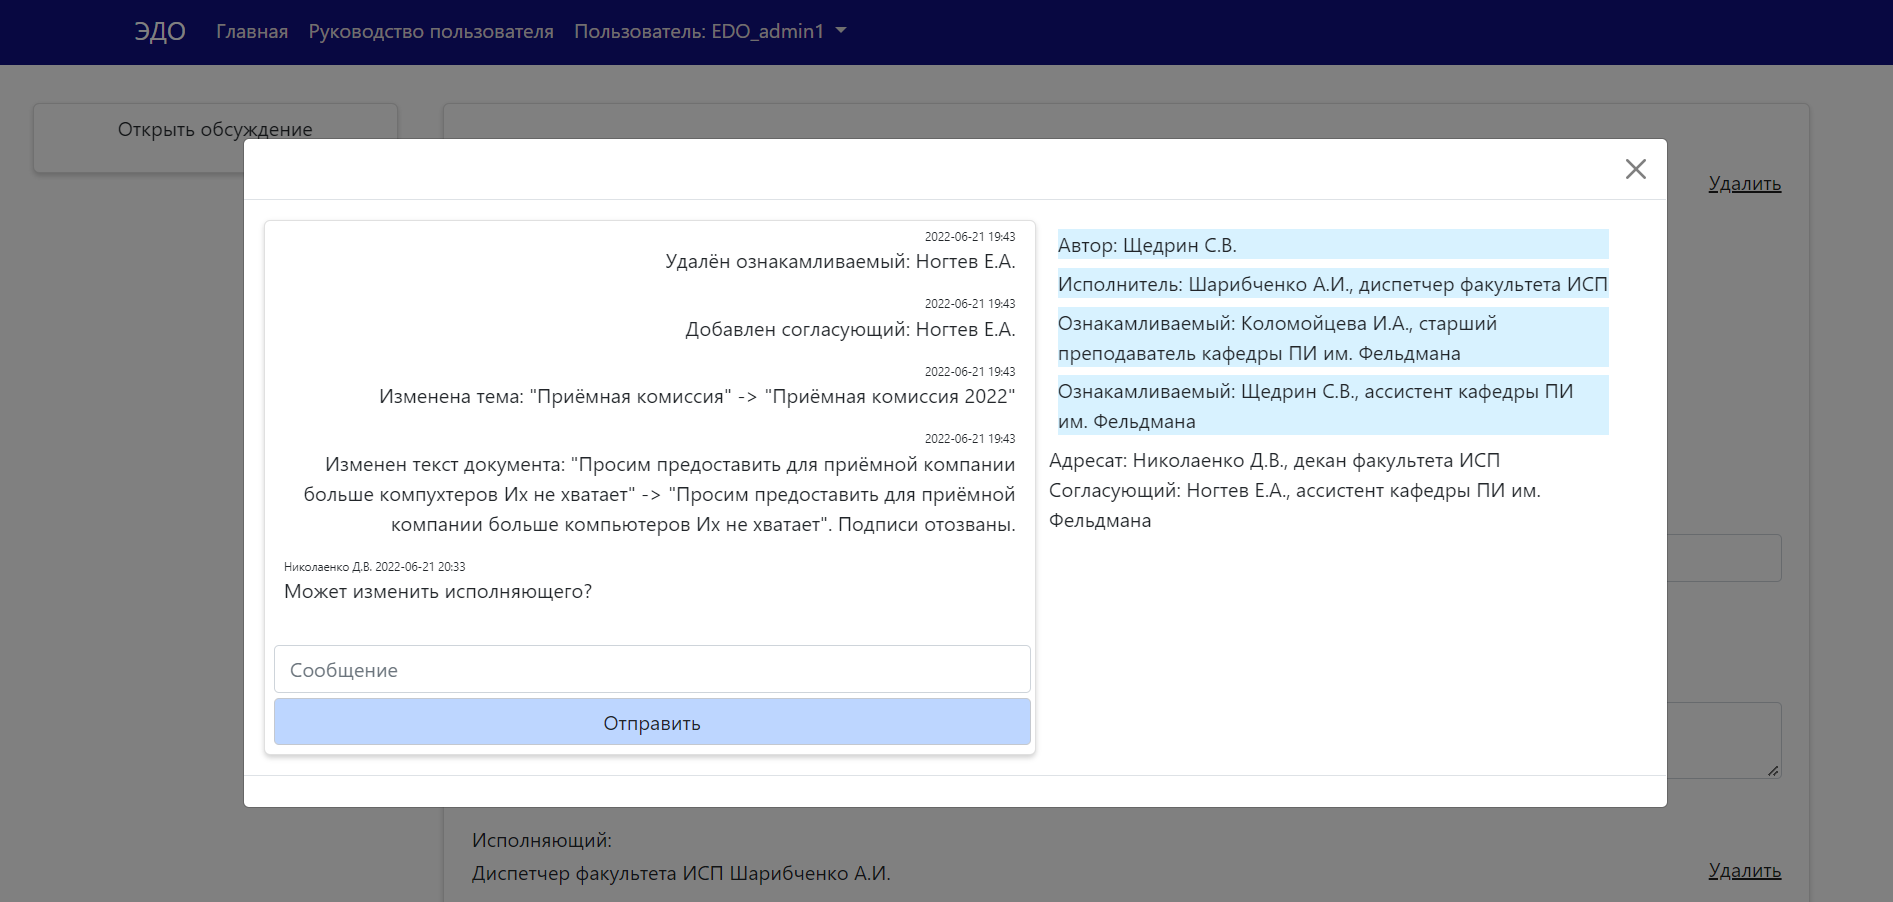 ЭДО Главная Руководство пользователя Пользователь: EDO_admin1
Открыть обсуждение
Удалить
2022-06-21 19:43
Удалён ознакамливаемый: Ногтев Е.А.
2022-06-21 19:43
Добавлен согласующий: Ногтев Е.А.
2022-06-21 19:43
Изменена тема: "Приёмная комиссия" -> "Приёмная комиссия 2022"
2022-06-21 19:43
Изменен текст документа: "Просим предоставить для приёмной компании
больше компухтеров Их не хватает" -> "Просим предоставить для приёмной
компании больше компьютеров Их не хватает". Подписи отозваны.
Николаенко Д.В. 2022-06-21 20:33
Может изменить исполняющего?
Сообщение
Отправить
Автор: Щедрин С.В.
Исполнитель: Шарибченко А.И., диспетчер факультета ИСП
Ознакамливаемый: Коломойцева И.А., старший
преподаватель кафедры ПИ им. Фельдмана
Ознакамливаемый: Щедрин С.В., ассистент кафедры ПИ
им. Фельдмана
Адресат: Николаенко Д.В., декан факультета ИСП
Согласующий: Ногтев Е.А., ассистент кафедры ПИ им.
Фельдмана
Исполняющий:
Диспетчер факультета ИСП Шарибченко А.И.
Удалить